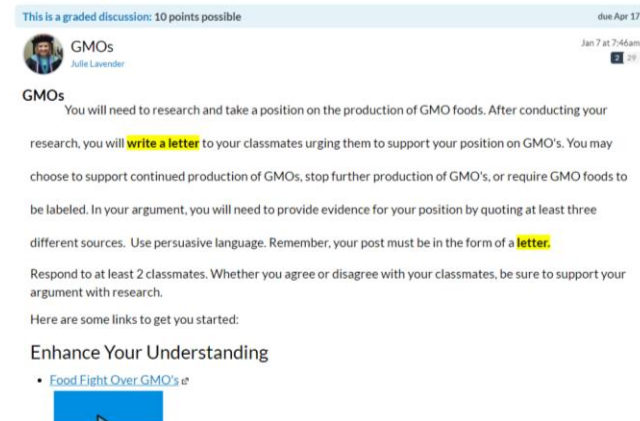 This is a graded discussion: 10 points possible
due Apr 17
GMOs
Julie Lavender
Jan 7 at 7:46am
2 29
GMOs
You will need to research and take a position on the production of GMO foods. After conducting your
research, you will write a letter to your classmates urging them to support your position on GMO's. You may
choose to support continued production of GMOs, stop further production of GMO's, or require GMO foods to
be labeled. In your argument, you will need to provide evidence for your position by quoting at least three
different sources. Use persuasive language. Remember, your post must be in the form of a letter.
Respond to at least 2 classmates. Whether you agree or disagree with your classmates, be sure to support your
argument with research.
Here are some links to get you started:
Enhance Your Understanding
Food Fight Over GMO's